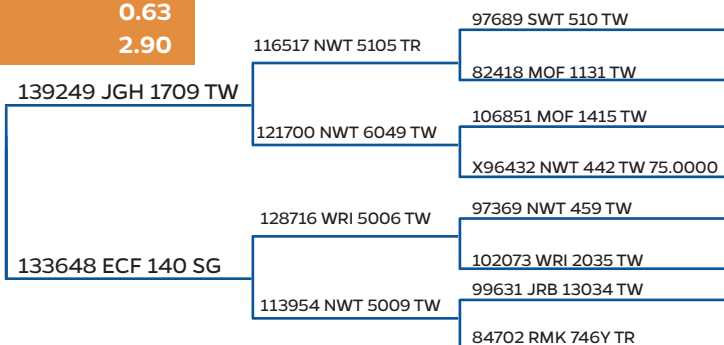 0.63
2.90
97689 SWT 510 TW
116517 NWT 5105 TR
82418 MOF 1131 TW
139249 JGH 1709 TW
106851 MOF 1415 TW
121700 NWT 6049 TW
X96432 NWT 442 TW 75.0000
97369 NWT 459 TW
128716 WRI 5006 TW
102073 WRI 2035 TW
133648 ECF 140 SG
99631 JRB 13034 TW
113954 NWT 5009 TW
84702 RMK 746Y TR